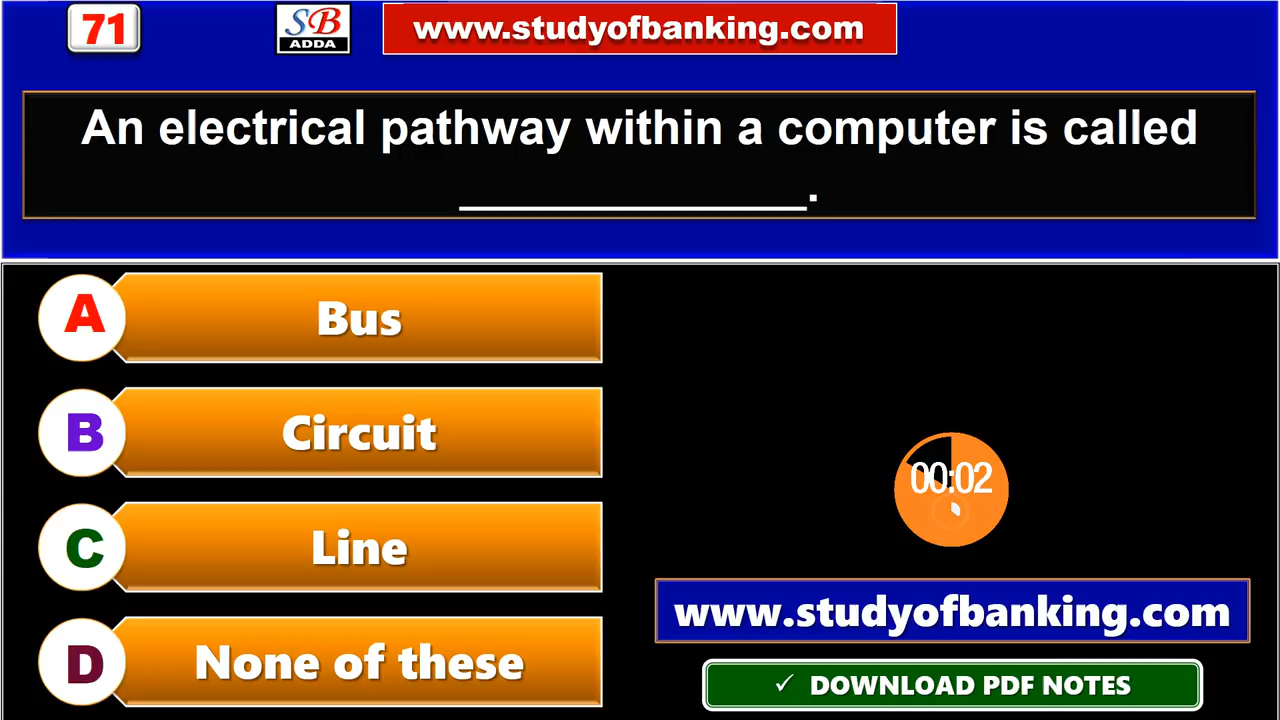 71
SB
ADDA
www.studyofbanking.com
An electrical pathway within a computer is called
______________.
A
Bus
B
Circuit
C
Line
D
None of these
00:02
www.studyofbanking.com
✓ DOWNLOAD PDF NOTES